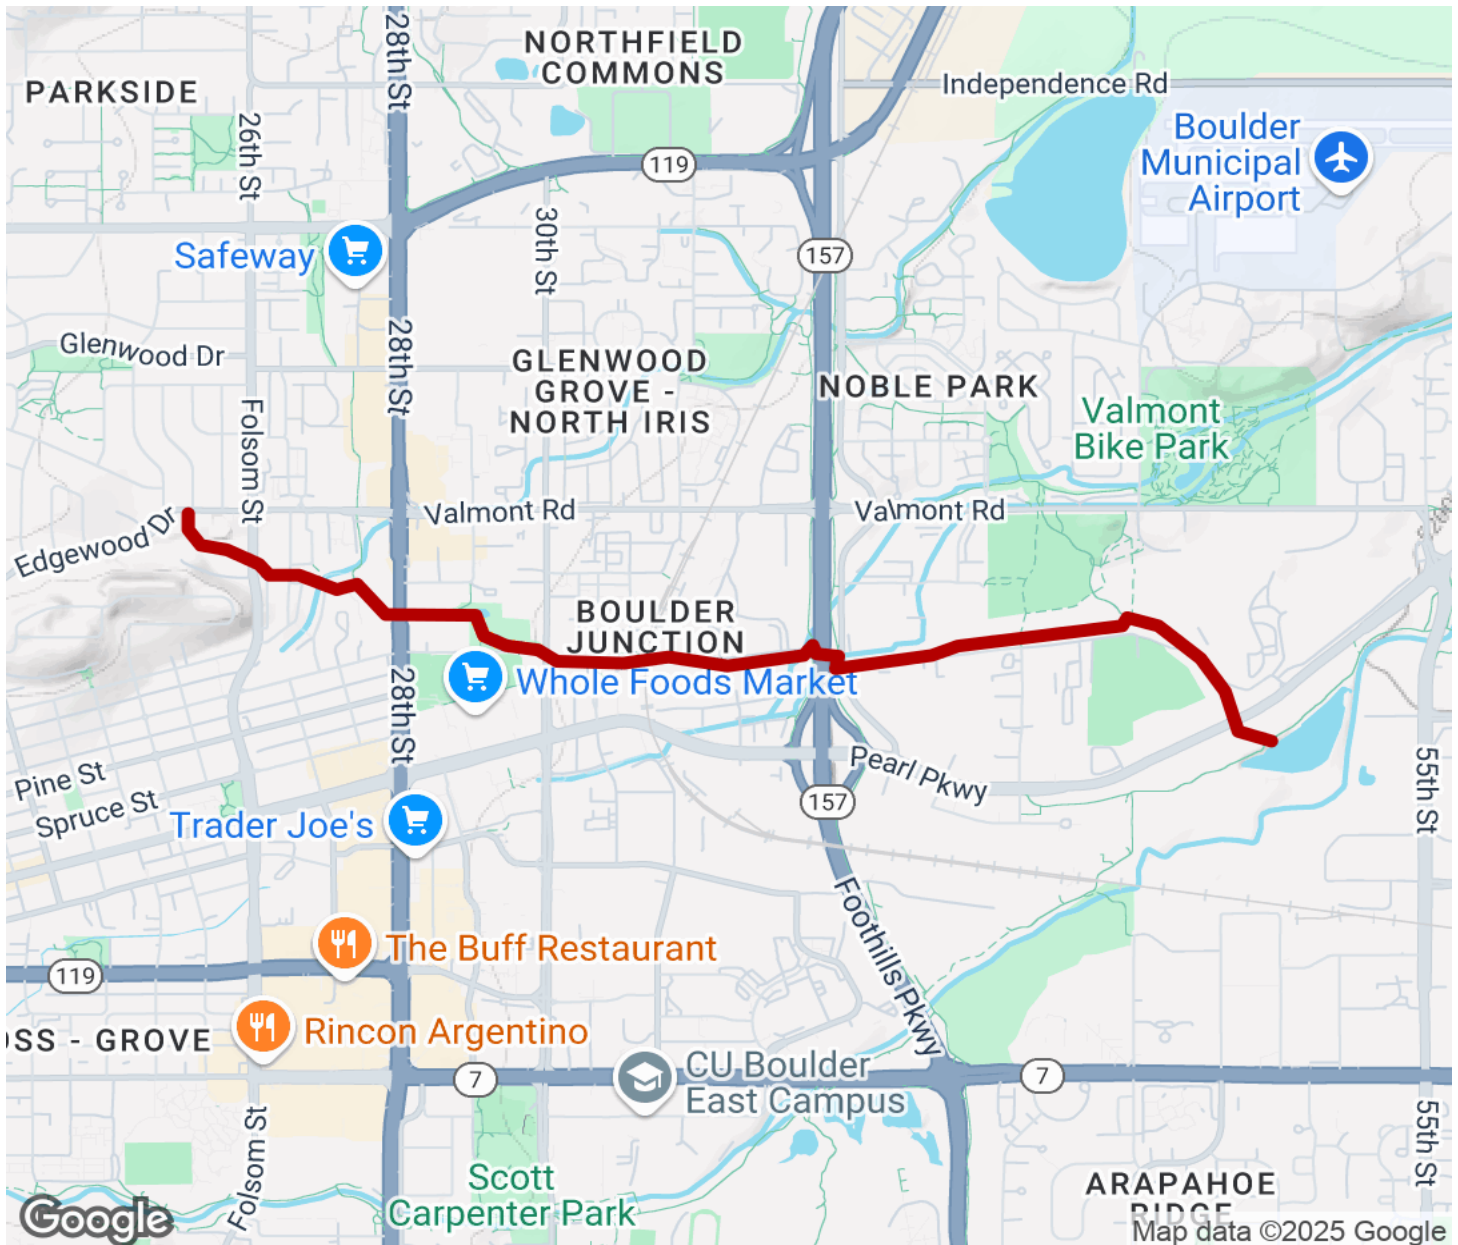 28th St
NORTHFIELD
COMMONS
PARKSIDE
Independence Rd
26th St
Boulder
Municipal
Airport
119
30th St
Safeway
157
Glenwood Dr
28th St
GLENWOOD
GROVE -
NORTH IRIS
NOBLE PARK
Valmont
Bike Park
Folsom St
Valmont Rd
Valmont Rd
Edgewood Dr
BOULDER
JUNCTION
Whole Foods Market
28th St
Pearl Pkwy
Pine St
Spruce St
157
55th St
Trader Joe's
Foothills Pkwy
The Buff Restaurant
119
Rincon Argentino
OSS - GROVE
CU Boulder
East Campus
7
7
Folsom St
55th St
Scott
Carpenter Park
ARAPAHOE
RIDGE
Google
Map data ©2025 Google